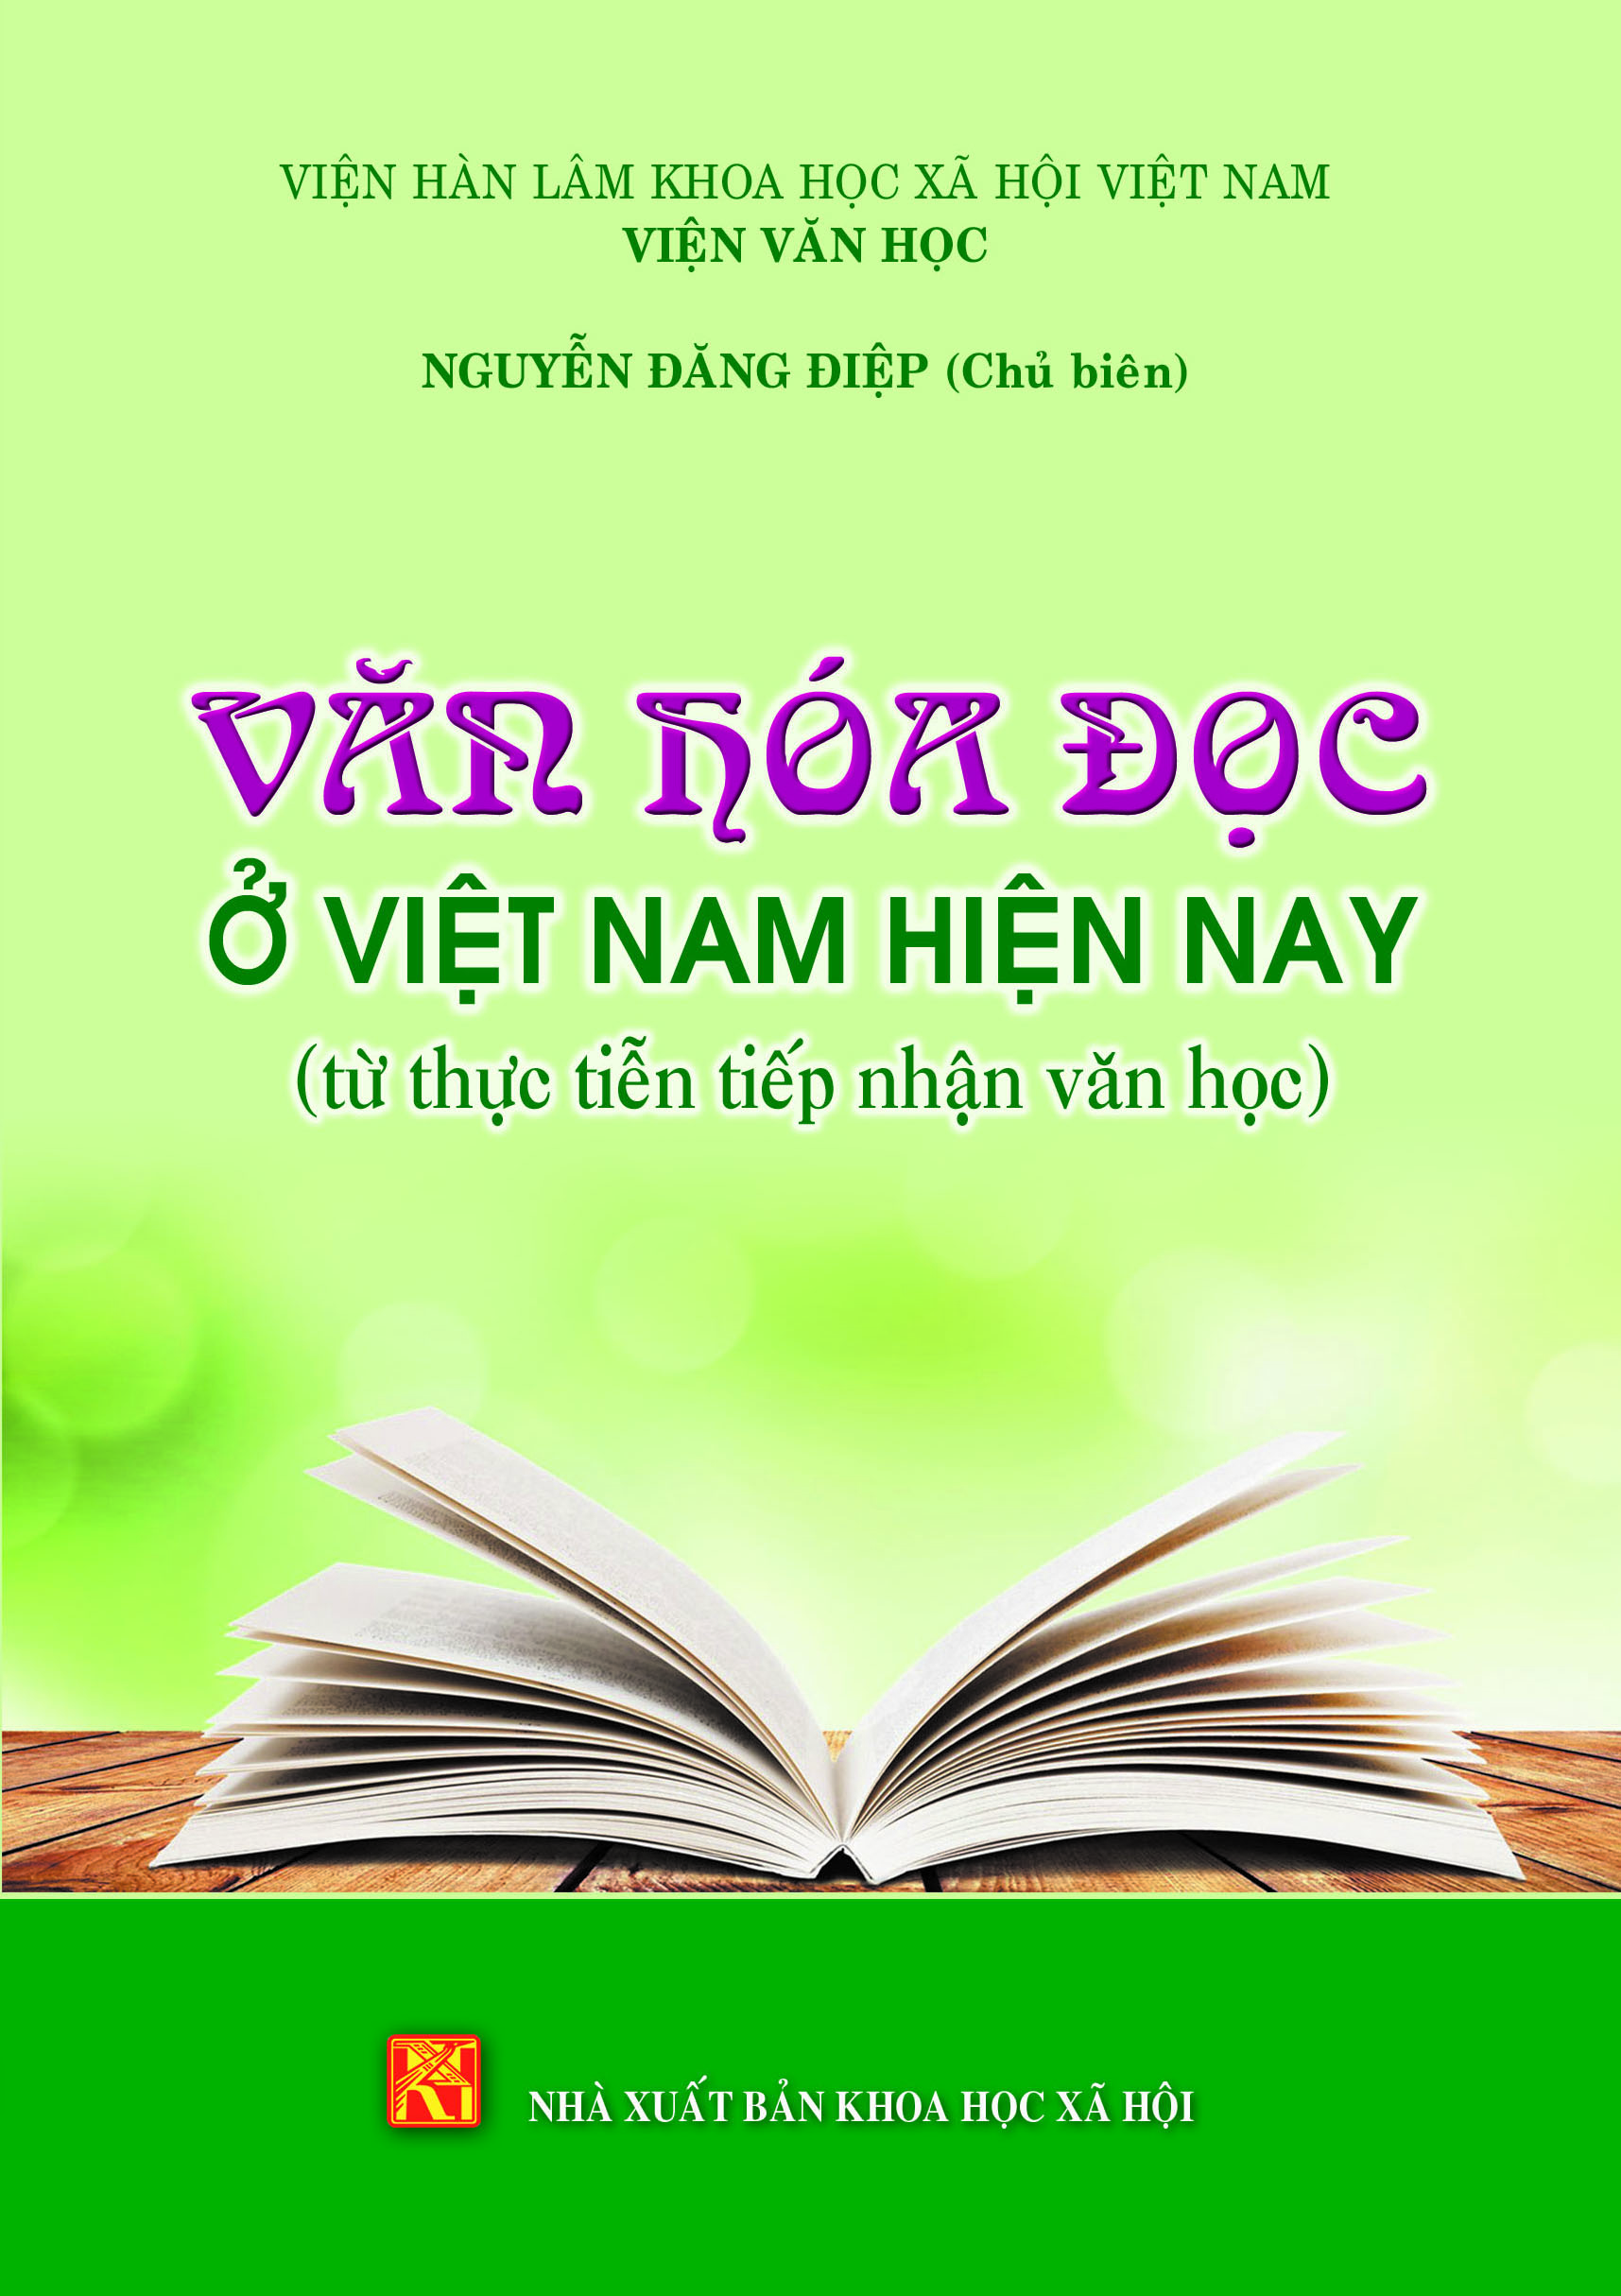 VIỆN HÀN LÂM KHOA HỌC XÃ HỘI VIỆT NAM
VIỆN VĂN HỌC
NGUYỄN ĐĂNG ĐIỆP (Chủ biên)
VĂN HÓA ĐỌC
Ở VIỆT NAM HIỆN NAY
(từ thực tiễn tiếp nhận văn học)
NHÀ XUẤT BẢN KHOA HỌC XÃ HỘI